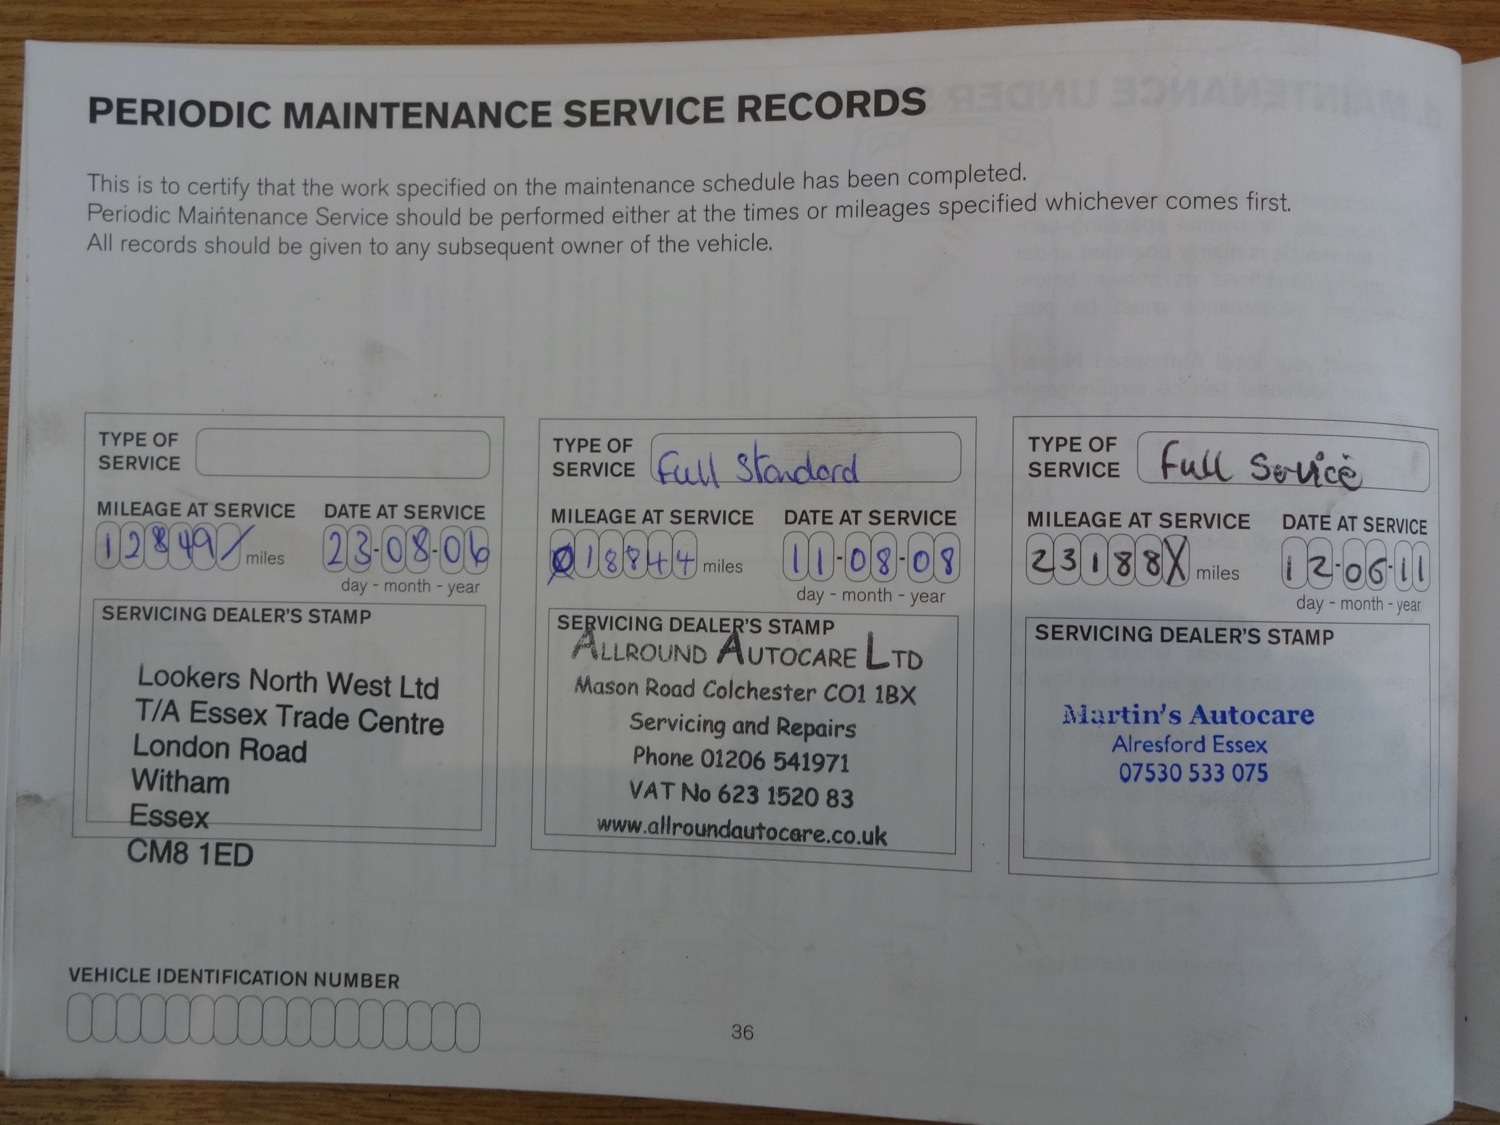 PERIODIC MAINTENANCE SERVICE RECORDS
This is to certify that the work specified on the maintenance schedule has been completed.
Periodic Maintenance Service should be performed either at the times or mileages specified whichever comes first.
All records should be given to any subsequent owner of the vehicle.
TYPE OF
SERVICE
MILEAGE AT SERVICE DATE AT SERVICE
12849/ miles 23-08-06
day - month - year
SERVICING DEALER'S STAMP
Lookers North West Ltd
T/A Essex Trade Centre
London Road
Witham
Essex
CM8 1ED
TYPE OF
SERVICE Full Standard
MILEAGE AT SERVICE DATE AT SERVICE
018844 miles 11-08-08
day - month - year
SERVICING DEALER'S STAMP
ALLROUND AUTOCARE LTD
Mason Road Colchester CO1 1BX
Servicing and Repairs
Phone 01206 541971
VAT No 623 1520 83
www.allroundautocare.co.uk
TYPE OF
SERVICE Full Service
MILEAGE AT SERVICE DATE AT SERVICE
23188X miles 12-06-11
day - month - year
SERVICING DEALER'S STAMP
Martin's Autocare
Alresford Essex
07530 533 075
VEHICLE IDENTIFICATION NUMBER
36